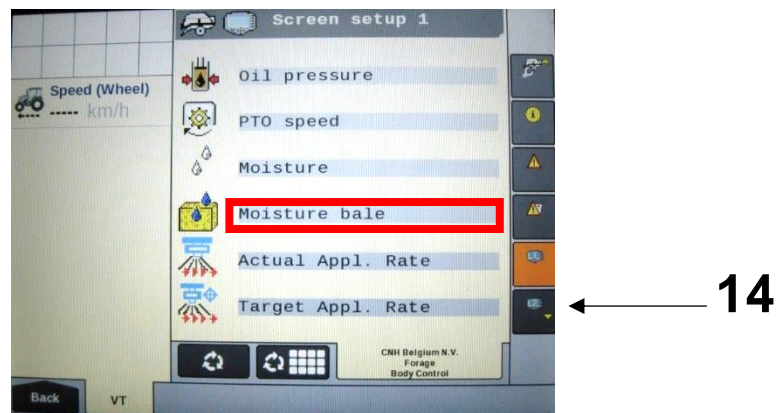 Screen setup 1
Speed (Wheel)
----- km/h
Oil pressure
PTO speed
Moisture
Moisture bale
Actual Appl. Rate
Target Appl. Rate
14
CNH Belgium N.V.
Forage
Body Control
Back
VT